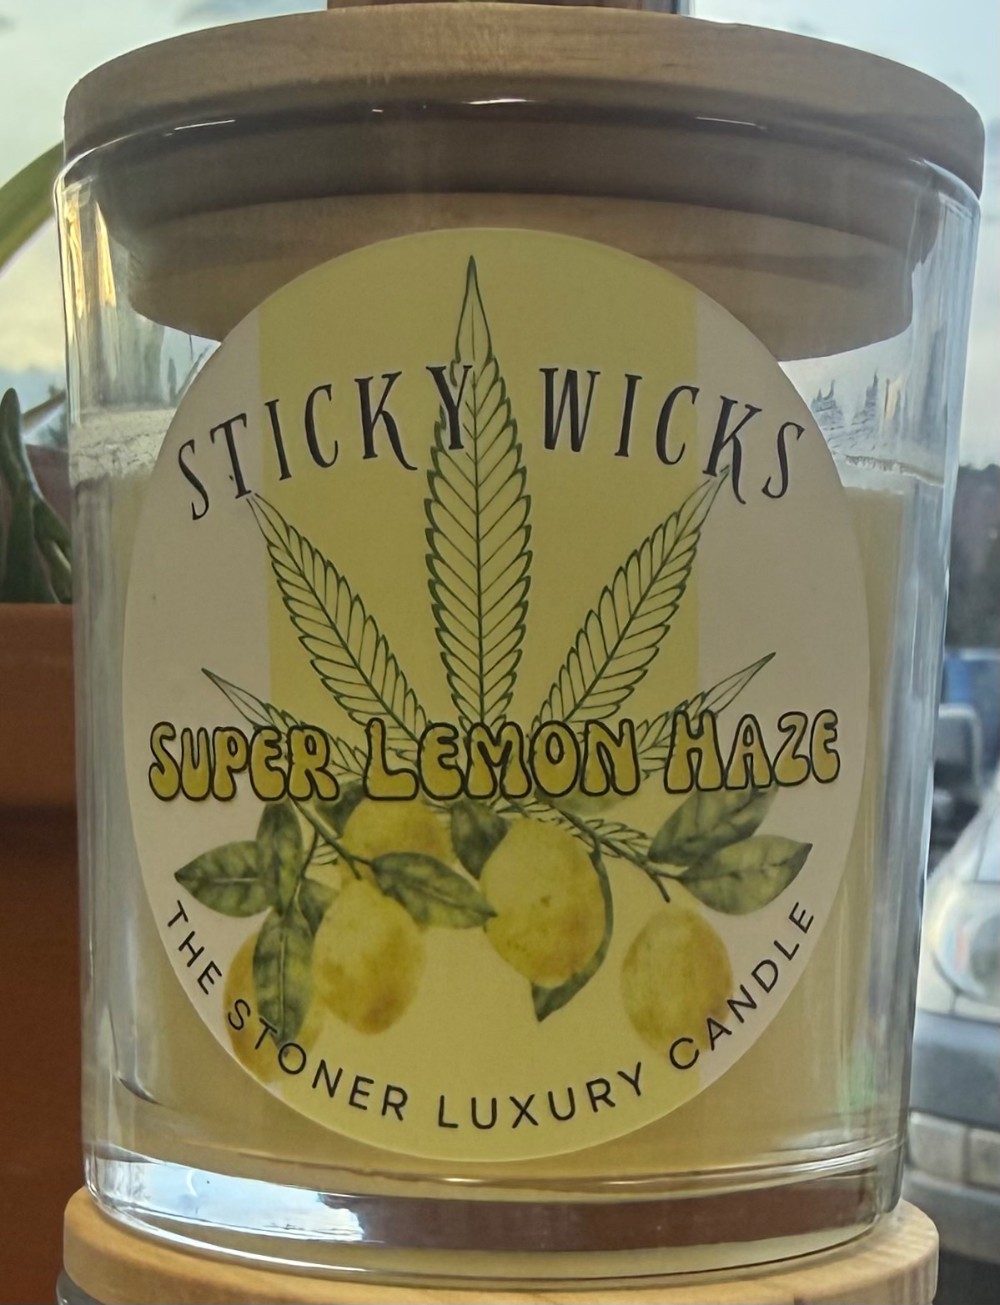 STICKY WICKS
SUPER LEMON HAZE
THE STONER LUXURY CANDLE